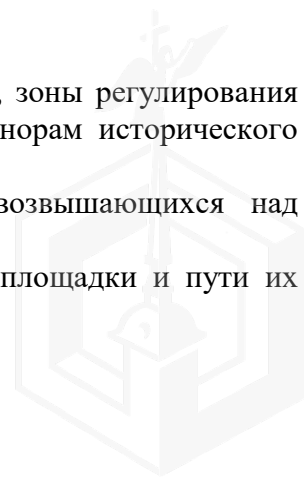 , зоны регулирования
норам исторического
возвышающихся над
площадки и пути их